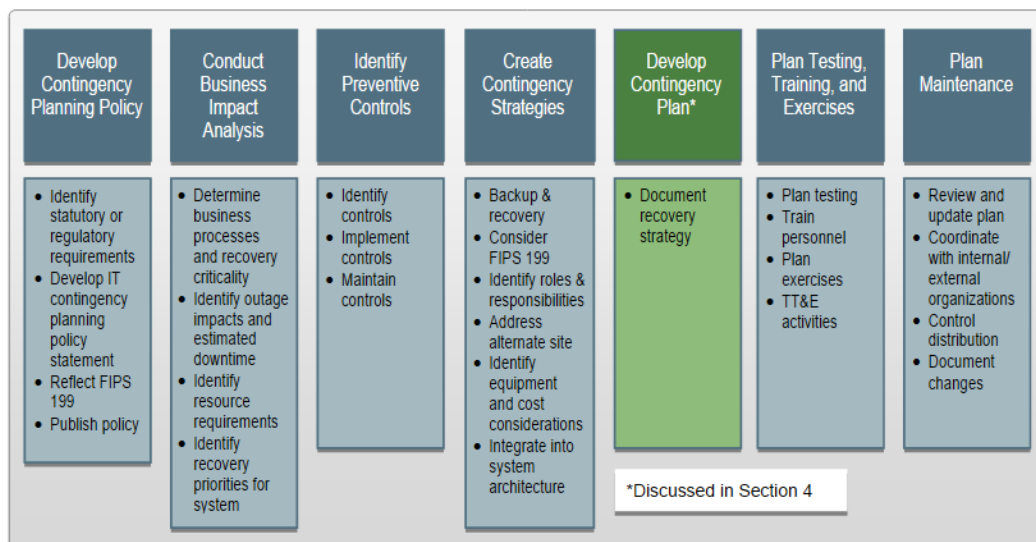 Develop
Contingency
Planning Policy
Conduct
Business
Impact
Analysis
Identify
Preventive
Controls
Create
Contingency
Strategies
Develop
Contingency
Plan*
Plan Testing,
Training, and
Exercises
Plan
Maintenance
• Identify
statutory or
regulatory
requirements
• Develop IT
contingency
planning
policy
statement
• Reflect FIPS
199
• Publish policy
• Determine
business
processes
and recovery
criticality
• Identify outage
impacts and
estimated
downtime
• Identify
resource
requirements
• Identify
recovery
priorities for
system
• Identify
controls
• Implement
controls
• Maintain
controls
• Backup &
recovery
• Consider
FIPS 199
• Identify roles &
responsibilities
• Address
alternate site
• Identify
equipment
and cost
considerations
• Integrate into
system
architecture
• Document
recovery
strategy
• Plan testing
• Train
personnel
• Plan
exercises
• TT&E
activities
• Review and
update plan
• Coordinate
with internal/
external
organizations
• Control
distribution
• Document
changes
*Discussed in Section 4